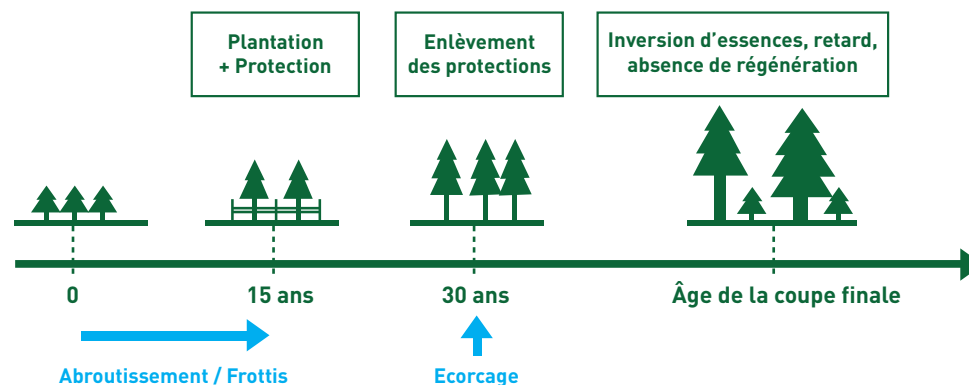 Plantation
+ Protection
Enlèvement
des protections
Inversion d'essences, retard,
absence de régénération
0
15 ans
30 ans
Âge de la coupe finale
Abroutissement / Frottis
Ecorcage